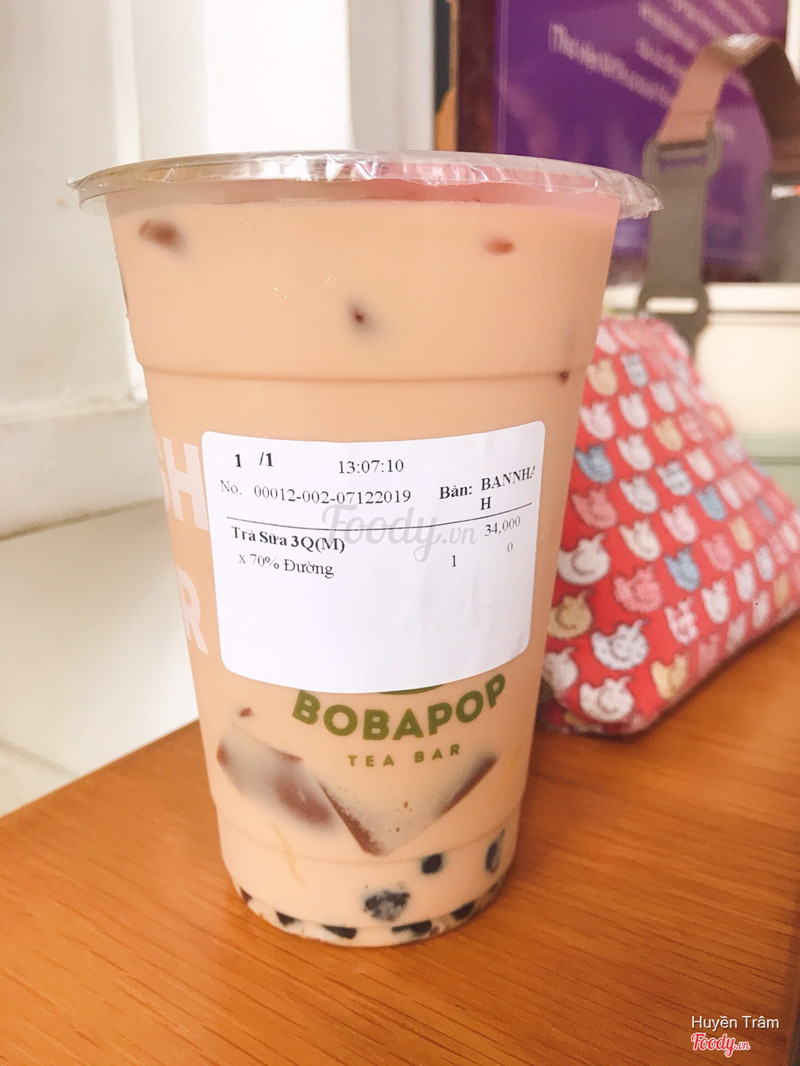 1 /1 13:07:10
No. 00012-002-07122019 Bàn: BANNHA
H
Trà Sữa 3Q(M) 34,000
x 70% Đường 1 0
Foody.vn
BOBAPOP
TEA BAR
Huyền Trâm
Foody.vn